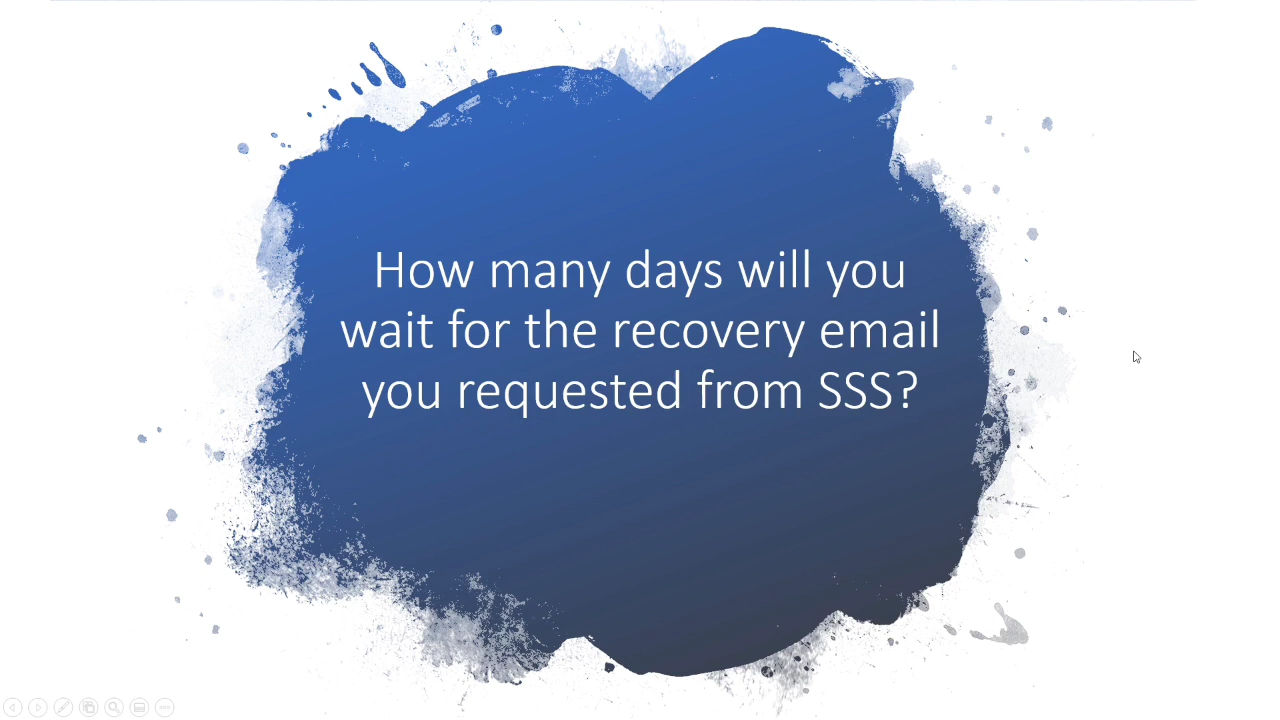 How many days will you
wait for the recovery email
you requested from SSS?